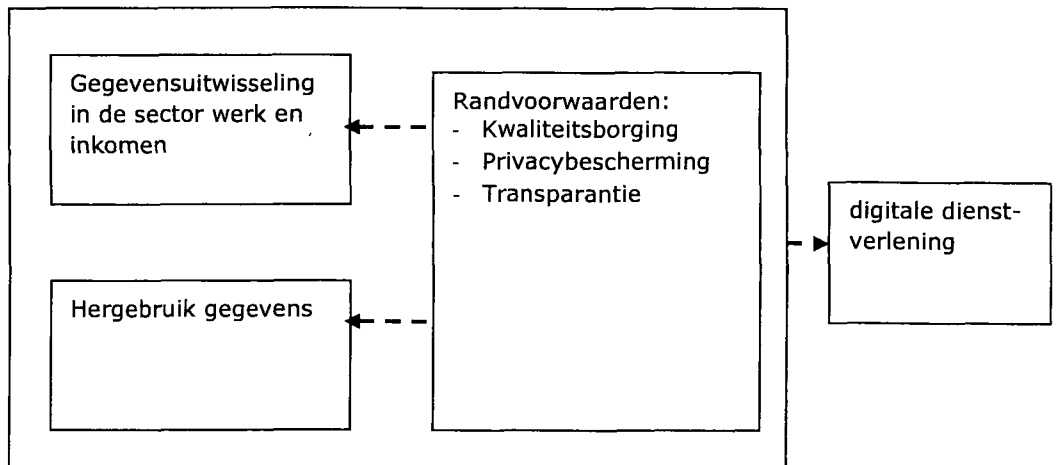 Gegevensuitwisseling
in de sector werk en
inkomen
Randvoorwaarden:
- Kwaliteitsborging
- Privacybescherming
- Transparantie
digitale dienst-
verlening
Hergebruik gegevens